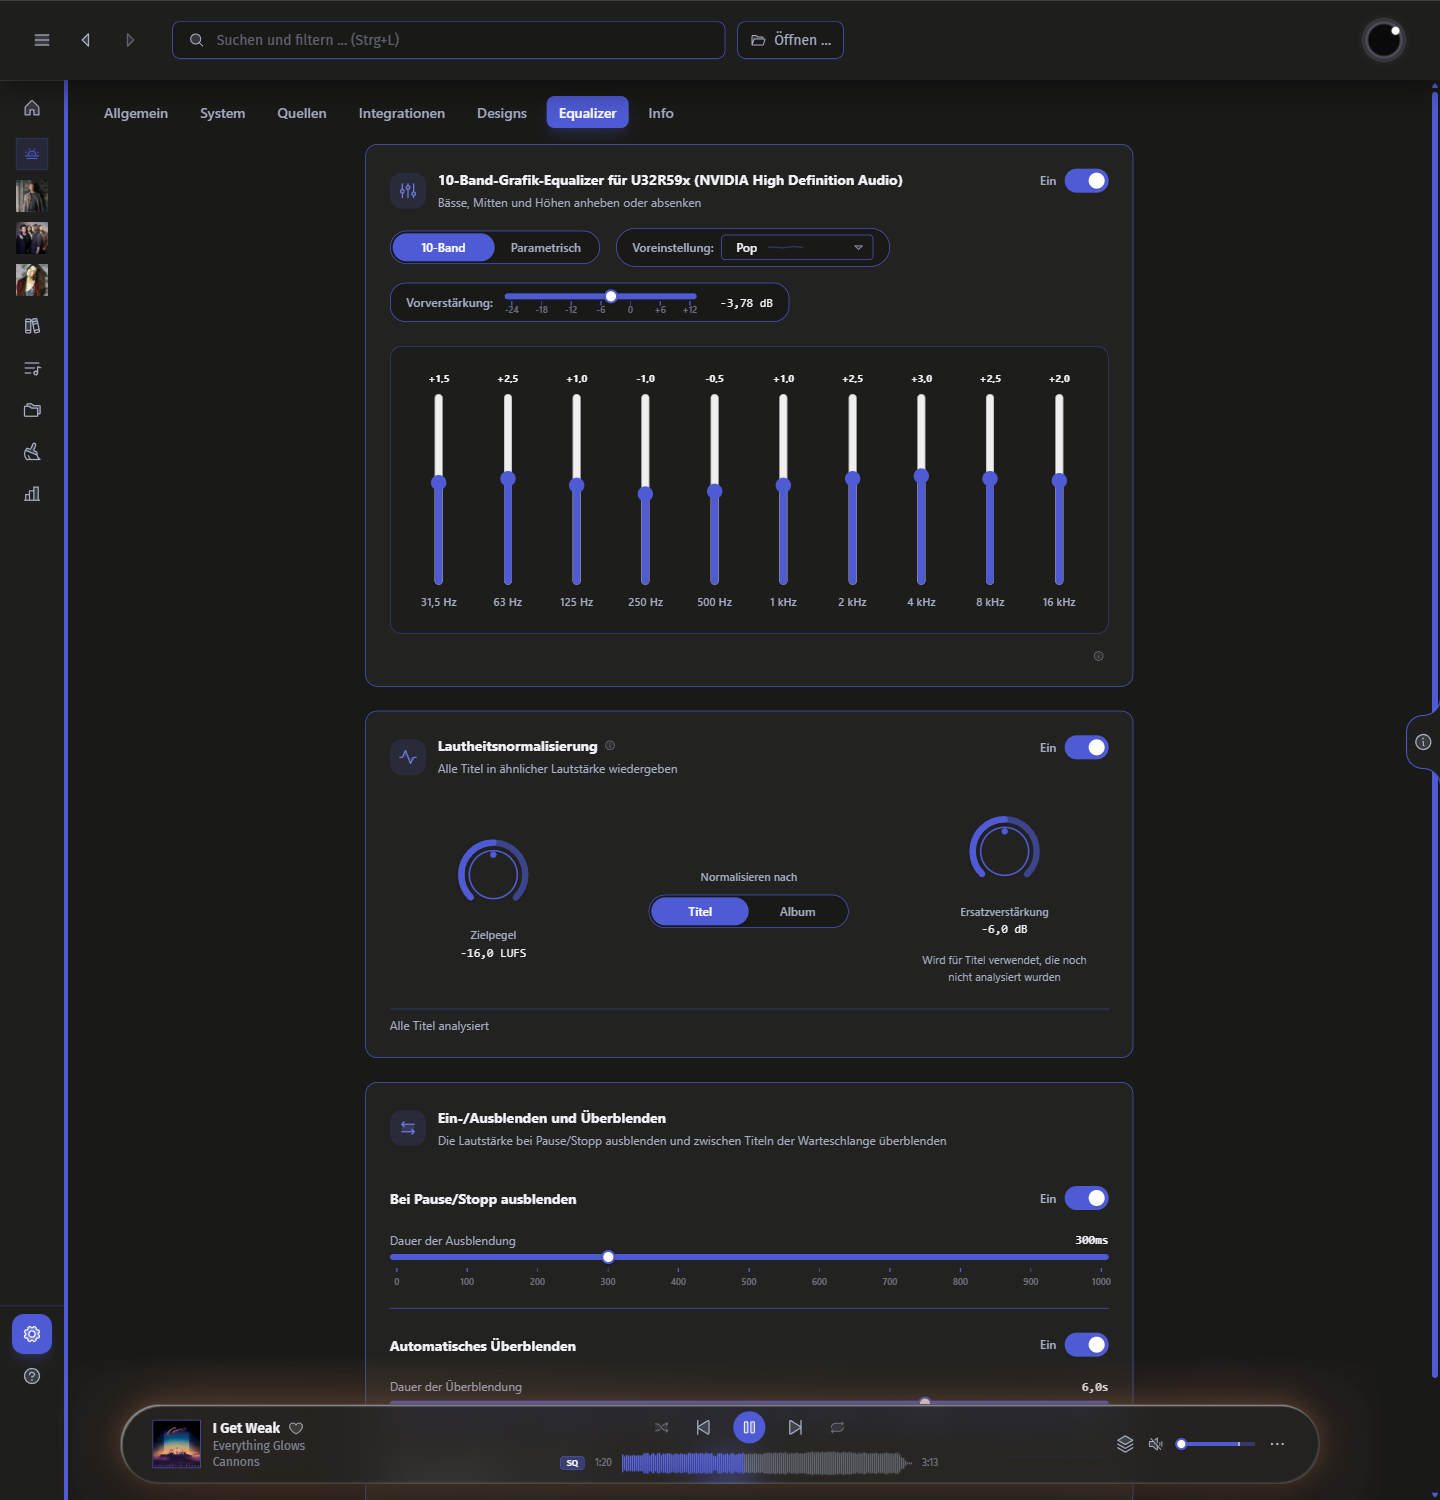 Suchen und filtern ... (Strg+L)
Öffnen ...
Allgemein
System
Quellen
Integrationen
Designs
Equalizer
Info
10-Band-Grafik-Equalizer für U32R59x (NVIDIA High Definition Audio)
Bässe, Mitten und Höhen anheben oder absenken
Ein
10-Band
Parametrisch
Voreinstellung:
Pop
Vorverstärkung:
-24 -18 -12 -6 0 +6 +12
-3,78 dB
+1,5 +2,5 +1,0 -1,0 -0,5 +1,0 +2,5 +3,0 +2,5 +2,0
31,5 Hz 63 Hz 125 Hz 250 Hz 500 Hz 1 kHz 2 kHz 4 kHz 8 kHz 16 kHz
Lautheitsnormalisierung
Alle Titel in ähnlicher Lautstärke wiedergeben
Ein
Zielpegel
-16,0 LUFS
Normalisieren nach
Titel
Album
Ersatzverstärkung
-6,0 dB
Wird für Titel verwendet, die noch
nicht analysiert wurden
Alle Titel analysiert
Ein-/Ausblenden und Überblenden
Die Lautstärke bei Pause/Stopp ausblenden und zwischen Titeln der Warteschlange überblenden
Bei Pause/Stopp ausblenden
Ein
Dauer der Ausblendung
300ms
0 100 200 300 400 500 600 700 800 900 1000
Automatisches Überblenden
Ein
Dauer der Überblendung
6,0s
I Get Weak
Everything Glows
Cannons
SQ
1:20
3:13